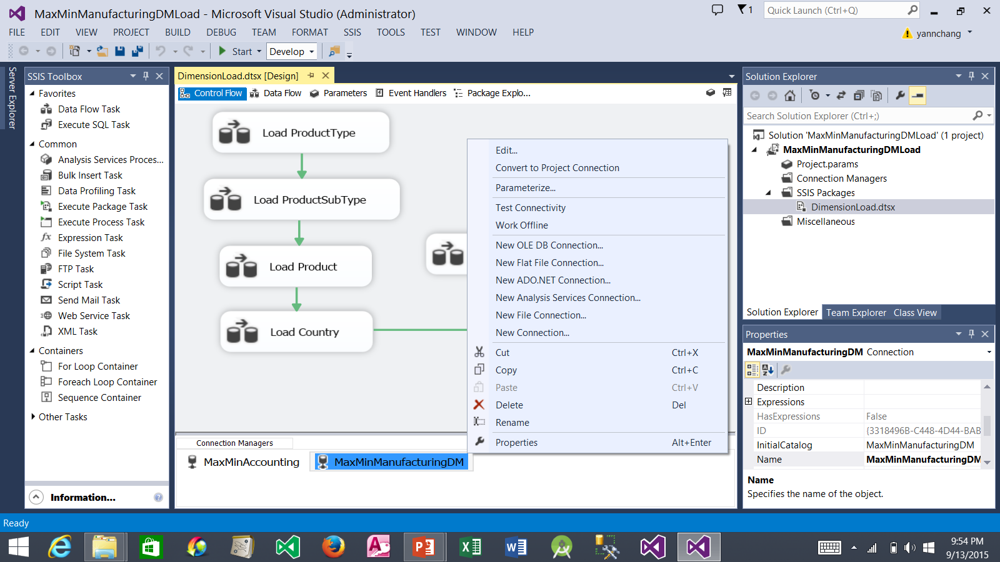 MaxMinManufacturingDMLoad - Microsoft Visual Studio (Administrator)
1
Quick Launch (Ctrl+Q)
FILE EDIT VIEW PROJECT BUILD DEBUG TEAM FORMAT SSIS TOOLS TEST WINDOW HELP
yannchang
Start
Develop
Server Explorer
SSIS Toolbox
Favorites
Data Flow Task
Execute SQL Task
Common
Analysis Services Proces...
Bulk Insert Task
Data Profiling Task
Execute Package Task
Execute Process Task
Expression Task
File System Task
FTP Task
Script Task
Send Mail Task
Web Service Task
XML Task
Containers
For Loop Container
Foreach Loop Container
Sequence Container
Other Tasks
Information...
DimensionLoad.dtsx [Design]
Control Flow Data Flow Parameters Event Handlers Package Explo...
Load ProductType
Load ProductSubType
Load Product
Load Country
Edit...
Convert to Project Connection
Parameterize...
Test Connectivity
Work Offline
New OLE DB Connection...
New Flat File Connection...
New ADO.NET Connection...
New Analysis Services Connection...
New File Connection...
New Connection...
Cut Ctrl+X
Copy Ctrl+C
Paste Ctrl+V
Delete Del
Rename
Properties Alt+Enter
Connection Managers
MaxMinAccounting MaxMinManufacturingDM
Solution Explorer
Search Solution Explorer (Ctrl+;)
Solution 'MaxMinManufacturingDMLoad' (1 project)
MaxMinManufacturingDMLoad
Project.params
Connection Managers
SSIS Packages
DimensionLoad.dtsx
Miscellaneous
Solution Explorer Team Explorer Class View
Properties
MaxMinManufacturingDM Connection
Description
Expressions
HasExpressions False
ID {3318496B-C448-4D44-BAB
InitialCatalog MaxMinManufacturingDM
Name MaxMinManufacturingDM
Name
Specifies the name of the object.
Ready
9:54 PM
9/13/2015